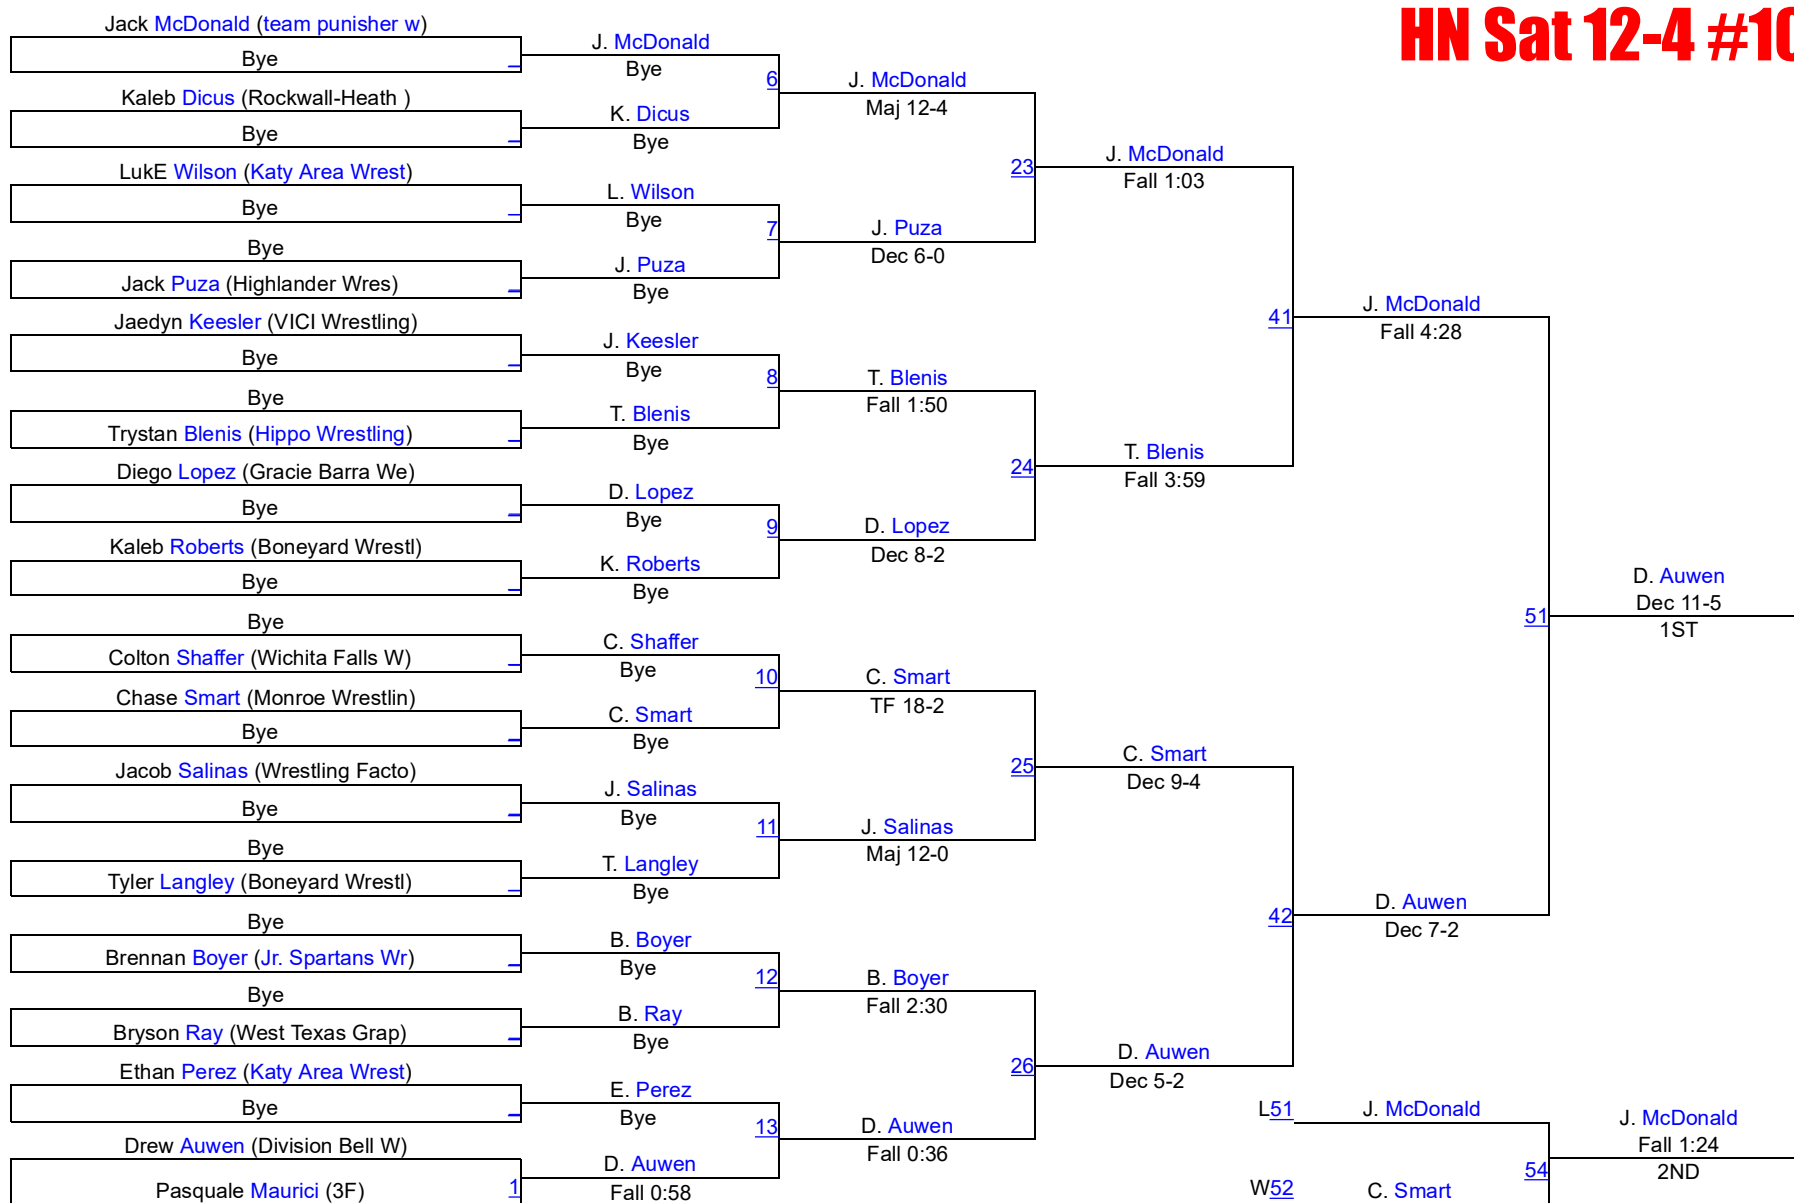 HN Sat 12-4 #10
Jack McDonald (team punisher w)
Bye
Kaleb Dicus (Rockwall-Heath )
Bye
LukE Wilson (Katy Area Wrest)
Bye
Bye
Jack Puza (Highlander Wres)
Jaedyn Keesler (VICI Wrestling)
Bye
Bye
Trystan Blenis (Hippo Wrestling)
Diego Lopez (Gracie Barra We)
Bye
Kaleb Roberts (Boneyard Wrestl)
Bye
Bye
Colton Shaffer (Wichita Falls W)
Chase Smart (Monroe Wrestlin)
Bye
Jacob Salinas (Wrestling Facto)
Bye
Bye
Tyler Langley (Boneyard Wrestl)
Bye
Brennan Boyer (Jr. Spartans Wr)
Bye
Bryson Ray (West Texas Grap)
Ethan Perez (Katy Area Wrest)
Bye
Drew Auwen (Division Bell W)
Pasquale Maurici (3F)
1
J. McDonald
Bye
6
K. Dicus
Bye
L. Wilson
Bye
7
J. Puza
Bye
J. Keesler
Bye
8
T. Blenis
Bye
D. Lopez
Bye
9
K. Roberts
Bye
C. Shaffer
Bye
10
C. Smart
Bye
J. Salinas
Bye
11
T. Langley
Bye
B. Boyer
Bye
12
B. Ray
Bye
E. Perez
Bye
13
D. Auwen
Fall 0:58
J. McDonald
Maj 12-4
23
J. Puza
Dec 6-0
T. Blenis
Fall 1:50
24
D. Lopez
Dec 8-2
C. Smart
TF 18-2
25
J. Salinas
Maj 12-0
B. Boyer
Fall 2:30
26
D. Auwen
Fall 0:36
J. McDonald
Fall 1:03
41
T. Blenis
Fall 3:59
C. Smart
Dec 9-4
42
D. Auwen
Dec 5-2
J. McDonald
Fall 4:28
51
D. Auwen
Dec 7-2
D. Auwen
Dec 11-5
1ST
L51
J. McDonald
54
W52
C. Smart
J. McDonald
Fall 1:24
2ND